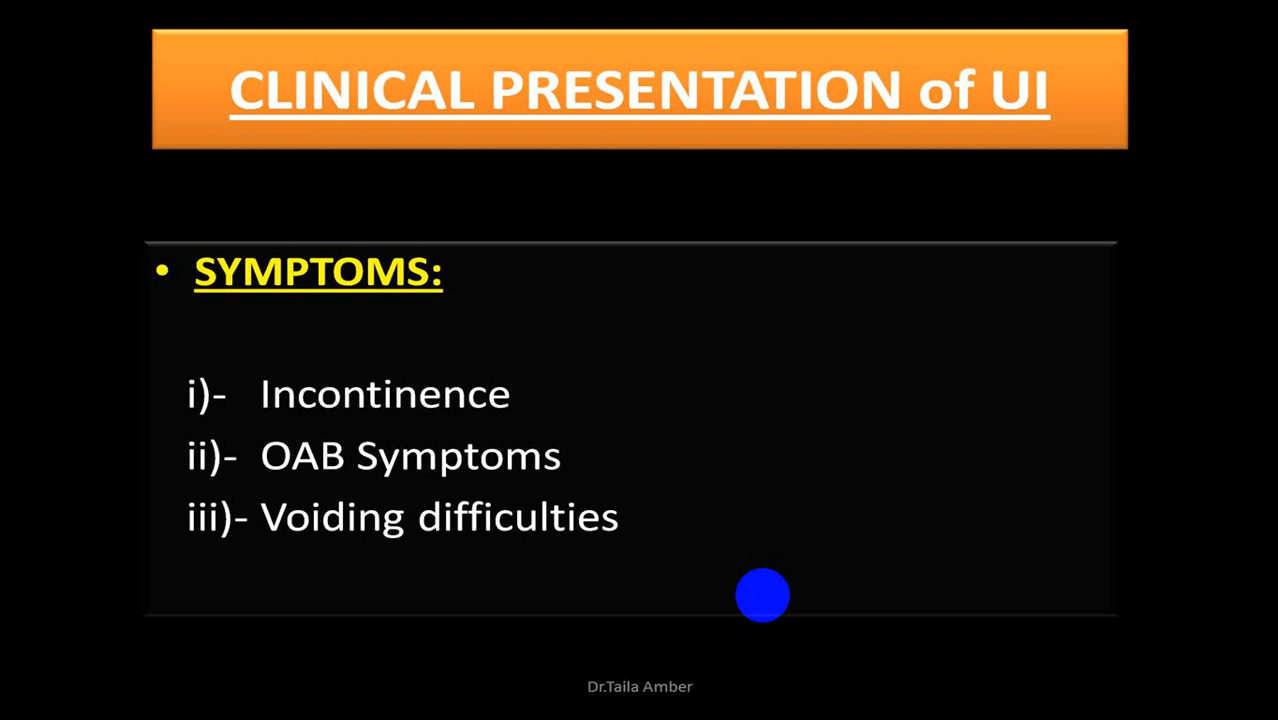 CLINICAL PRESENTATION of UI
• SYMPTOMS:
i)- Incontinence
ii)- OAB Symptoms
iii)- Voiding difficulties
Dr.Taila Amber